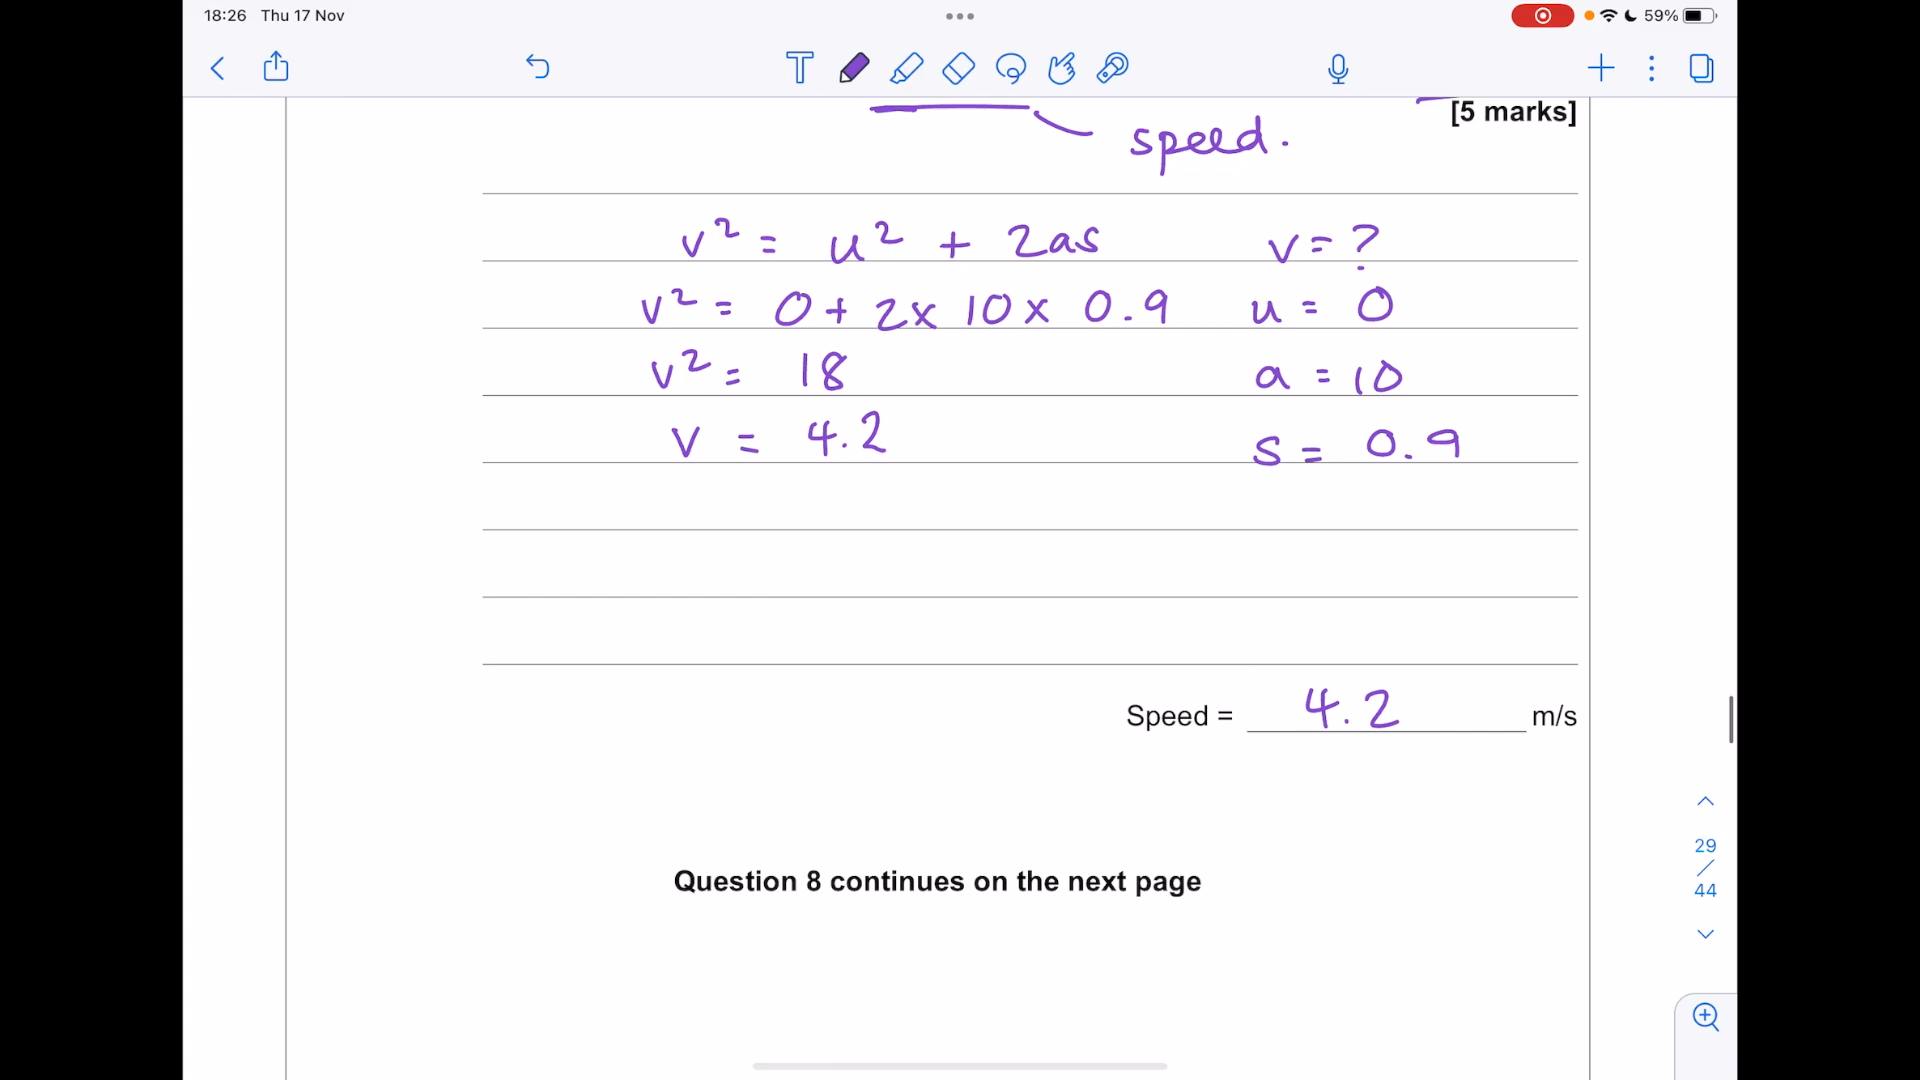 18:26 Thu 17 Nov
59%
[5 marks]
speed.
v² = u² + 2as v = ?
v² = 0 + 2 x 10 x 0.9 u = 0
v² = 18 a = 10
v = 4.2 s = 0.9
Speed = 4.2 m/s
29
/
44
Question 8 continues on the next page